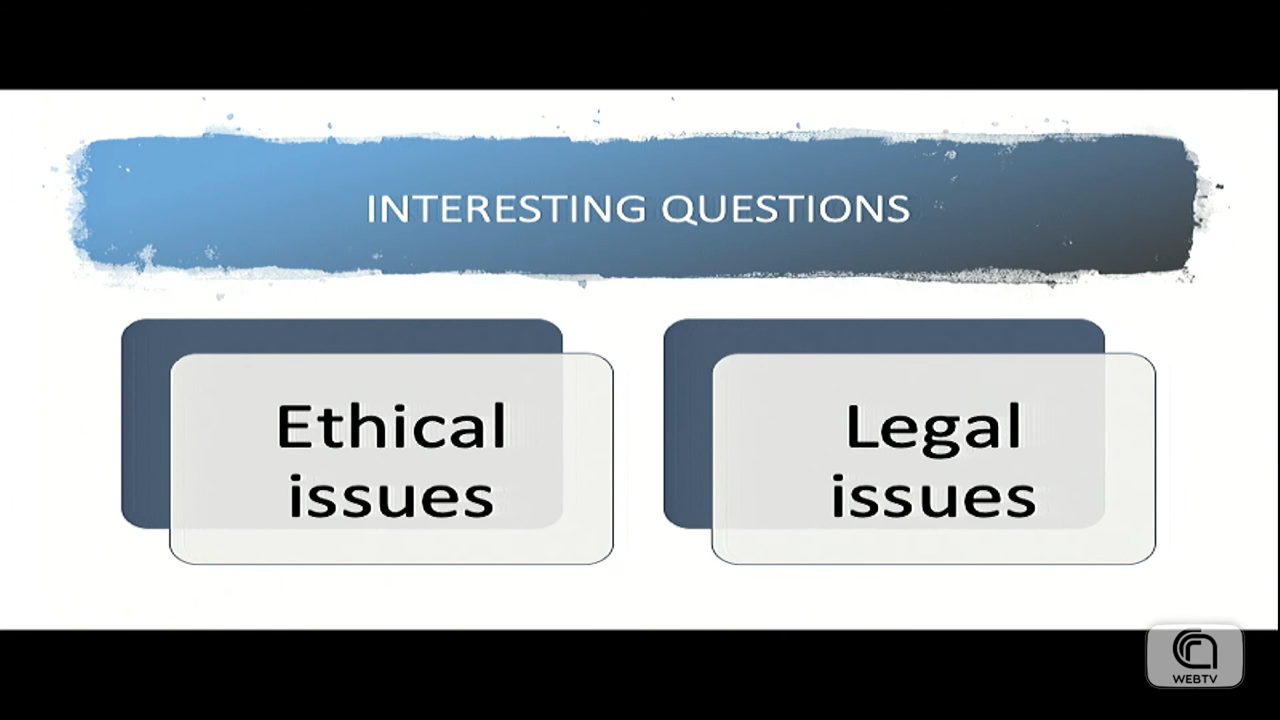 INTERESTING QUESTIONS
Ethical
issues
Legal
issues
WEBTV